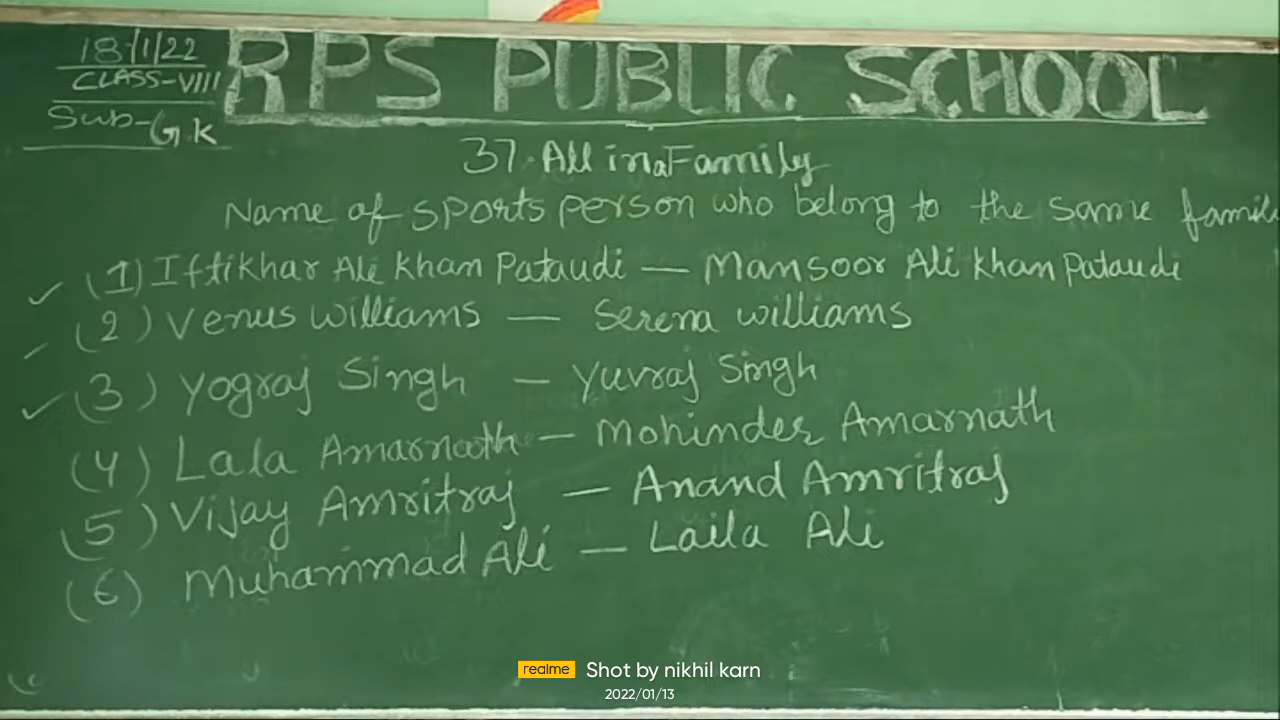 18/1/22
CLASS-VIII
Sub-G.K
RPS PUBLIC SCHOOL
37. All in a Family
Name of sports person who belong to the same famil
(1) Iftikhar Ali Khan Pataudi — Mansoor Ali Khan Pataudi
(2) Venus Williams — Serena Williams
(3) Yograj Singh — Yuvraj Singh
(4) Lala Amarnath — Mohinder Amarnath
(5) Vijay Amritraj — Anand Amritraj
(6) Muhammad Ali — Laila Ali
realme Shot by nikhil karn
2022/01/13